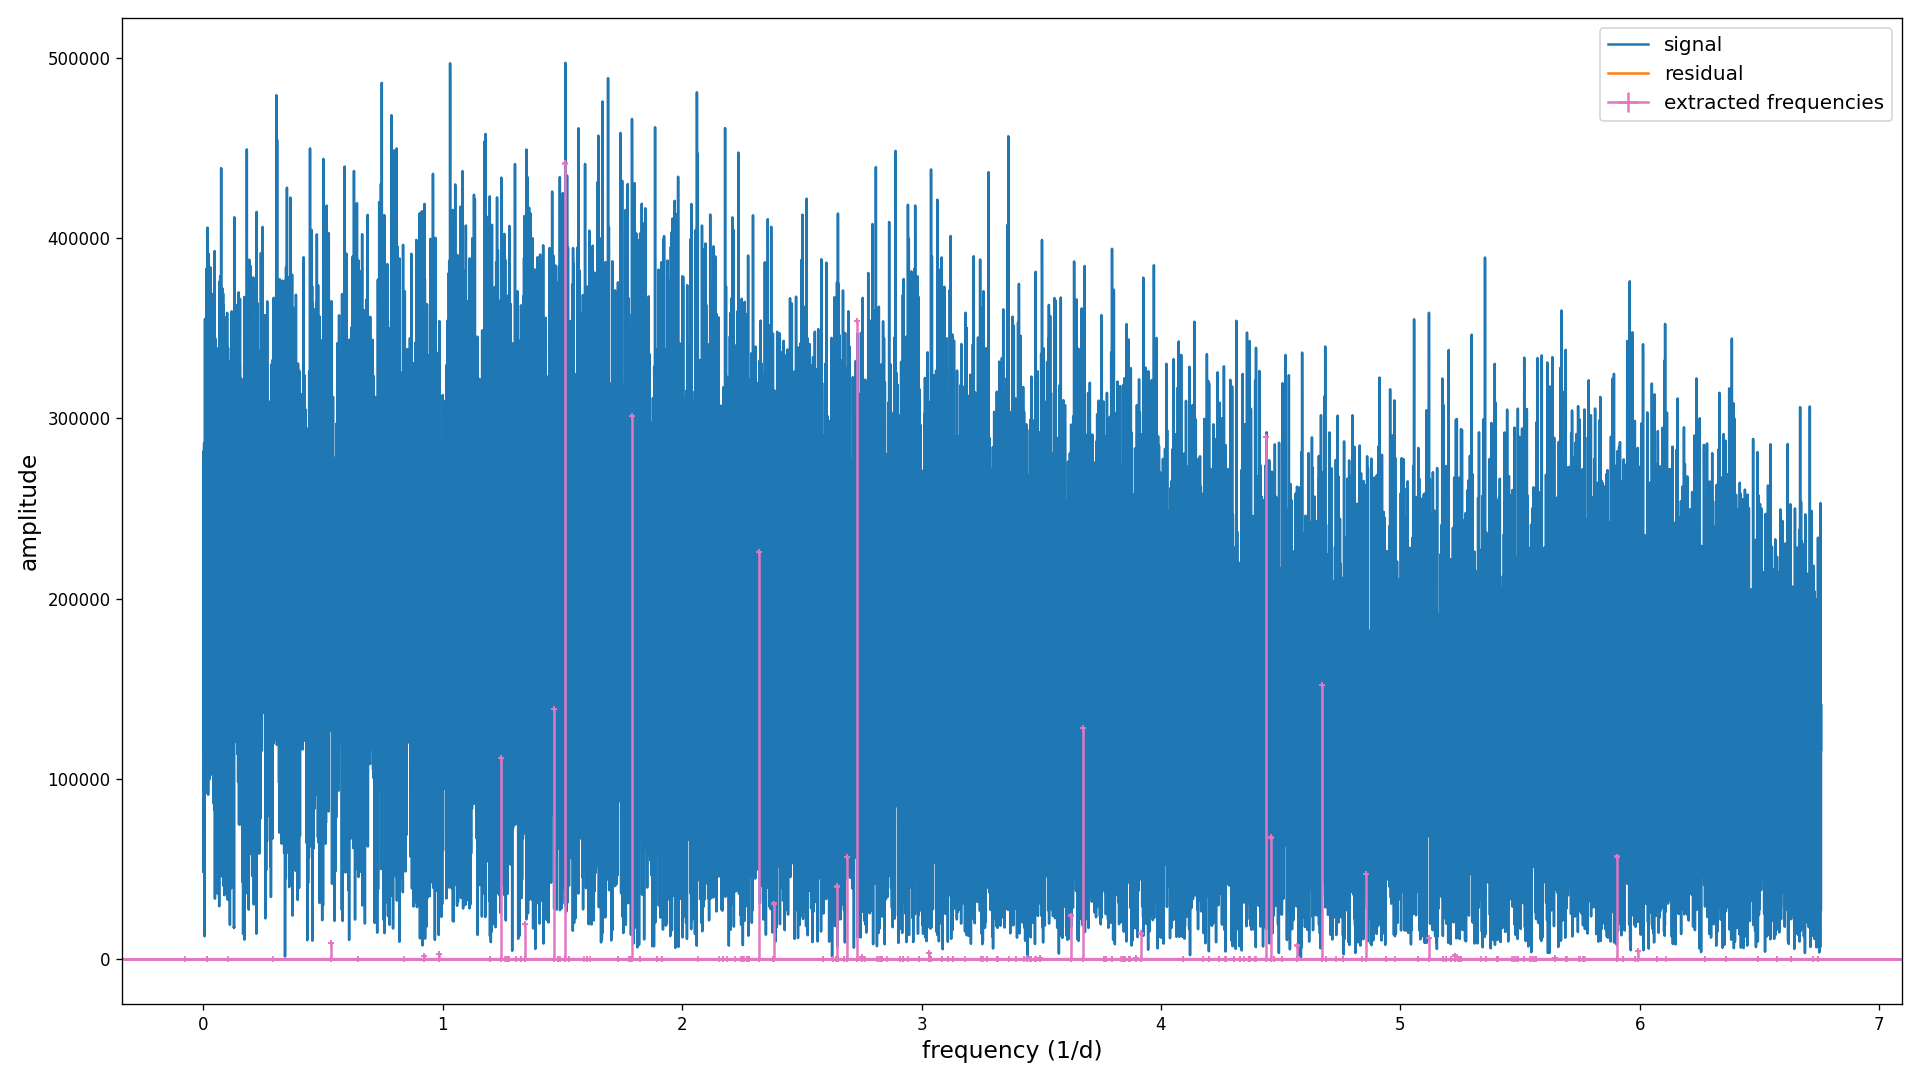 signal
residual
extracted frequencies
500000
400000
300000
200000
100000
0
amplitude
0 1 2 3 4 5 6 7
frequency (1/d)